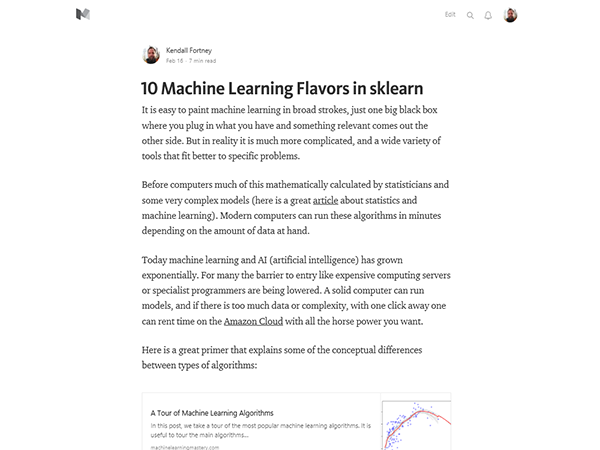 Edit
Kendall Fortney
Feb 16 · 7 min read
10 Machine Learning Flavors in sklearn
It is easy to paint machine learning in broad strokes, just one big black box
where you plug in what you have and something relevant comes out the
other side. But in reality it is much more complicated, and a wide variety of
tools that fit better to specific problems.
Before computers much of this mathematically calculated by statisticians and
some very complex models (here is a great article about statistics and
machine learning). Modern computers can run these algorithms in minutes
depending on the amount of data at hand.
Today machine learning and AI (artificial intelligence) has grown
exponentially. For many the barrier to entry like expensive computing servers
or specialist programmers are being lowered. A solid computer can run
models, and if there is too much data or complexity, with one click away one
can rent time on the Amazon Cloud with all the horse power you want.
Here is a great primer that explains some of the conceptual differences
between types of algorithms:
A Tour of Machine Learning Algorithms
In this post, we take a tour of the most popular machine learning algorithms. It is
useful to tour the main algorithms...
machinelearningmastery.com